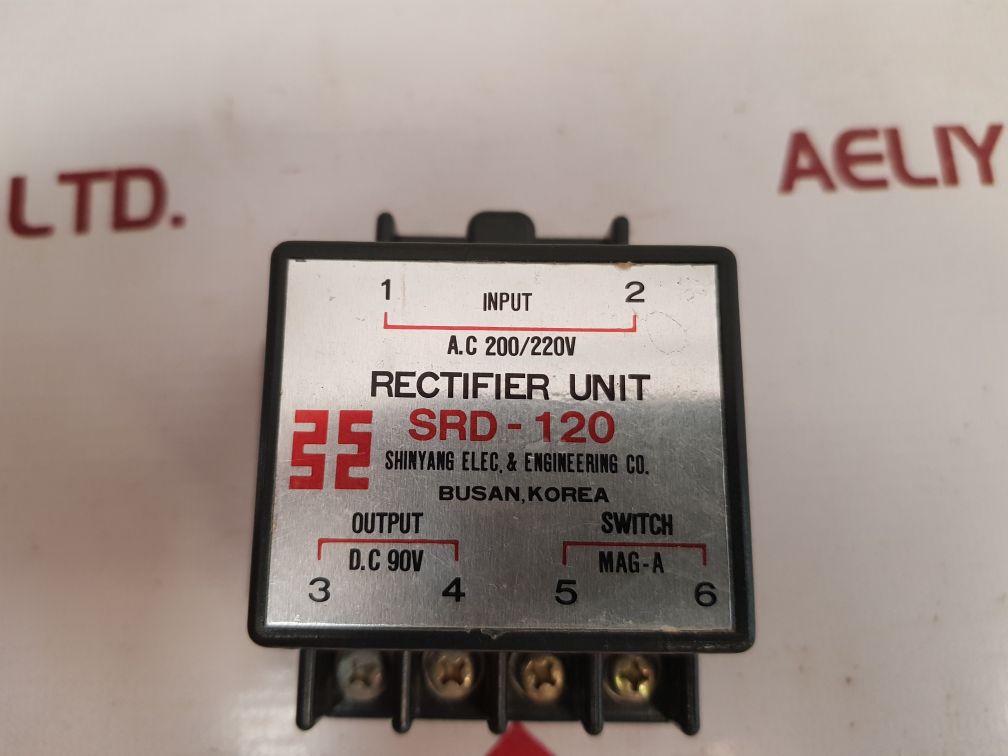 LTD.
AELIY
1 INPUT 2
A.C 200/220V
RECTIFIER UNIT
SRD - 120
SHINYANG ELEC, & ENGINEERING CO.
BUSAN, KOREA
OUTPUT SWITCH
D.C 90V MAG-A
3 4 5 6